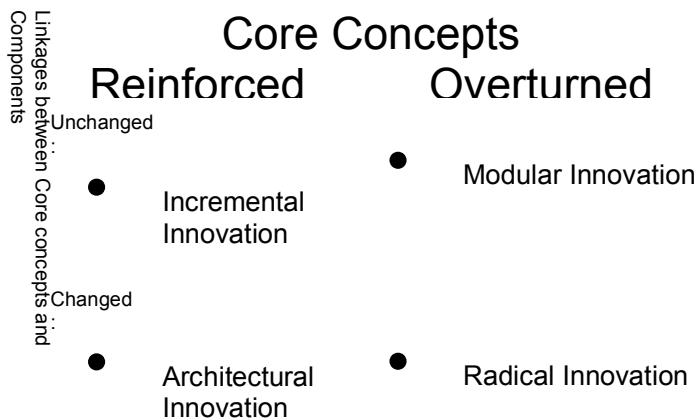 Core Concepts
Reinforced Overturned
Linkages between Core concepts and
Components
Unchanged
● Incremental
Innovation
● Modular Innovation
Changed
● Architectural
Innovation
● Radical Innovation